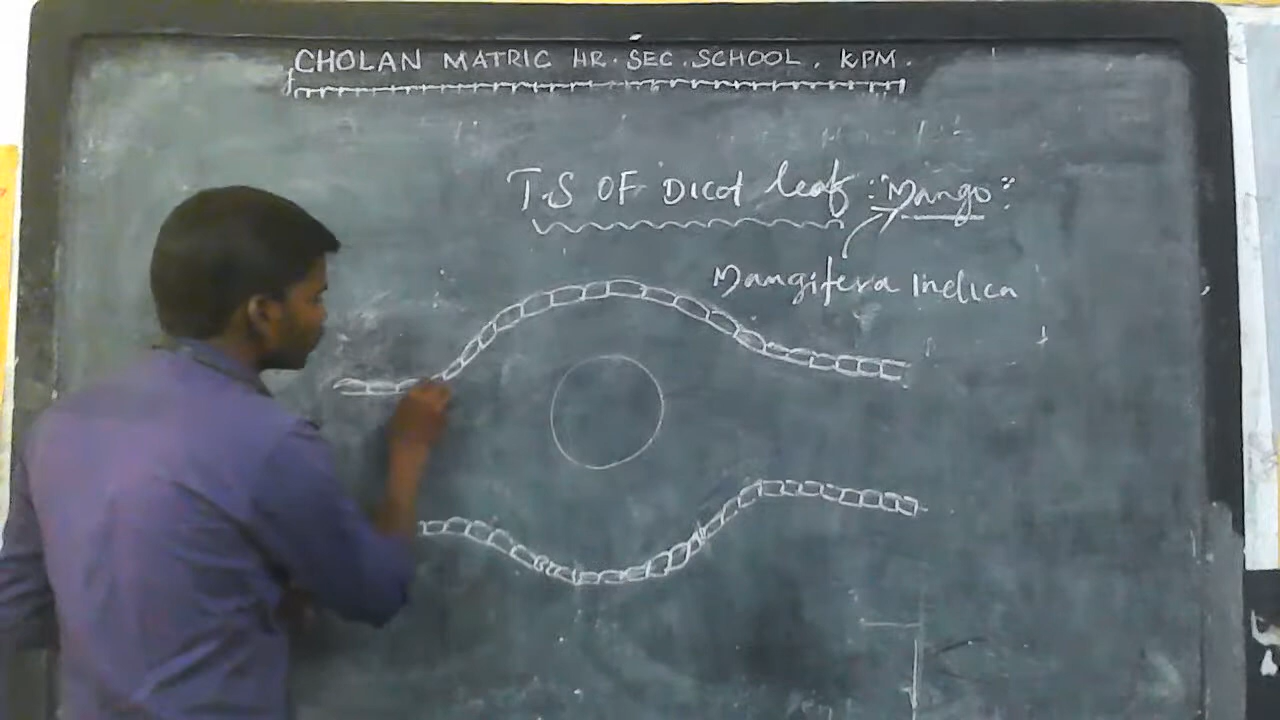 CHOLAN MATRIC HR. SEC. SCHOOL, KPM.
T.S OF Dicot leaf :"Mango":
Mangifera Indica